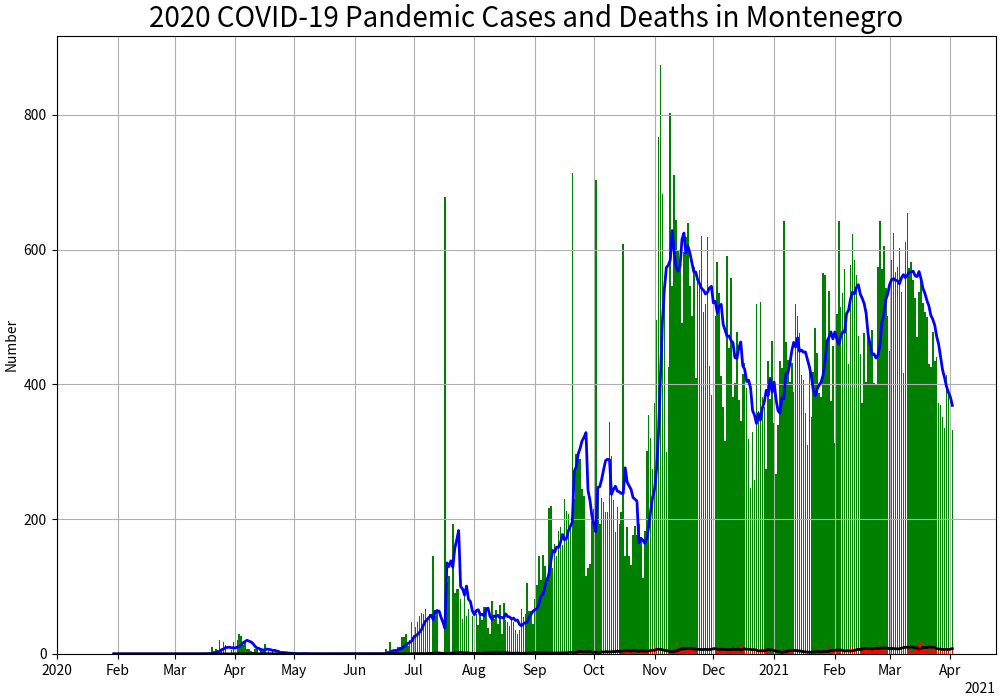 2020 COVID-19 Pandemic Cases and Deaths in Montenegro
Number
800
600
400
200
0
2020 Feb Mar Apr May Jun Jul Aug Sep Oct Nov Dec 2021 Feb Mar Apr
2021